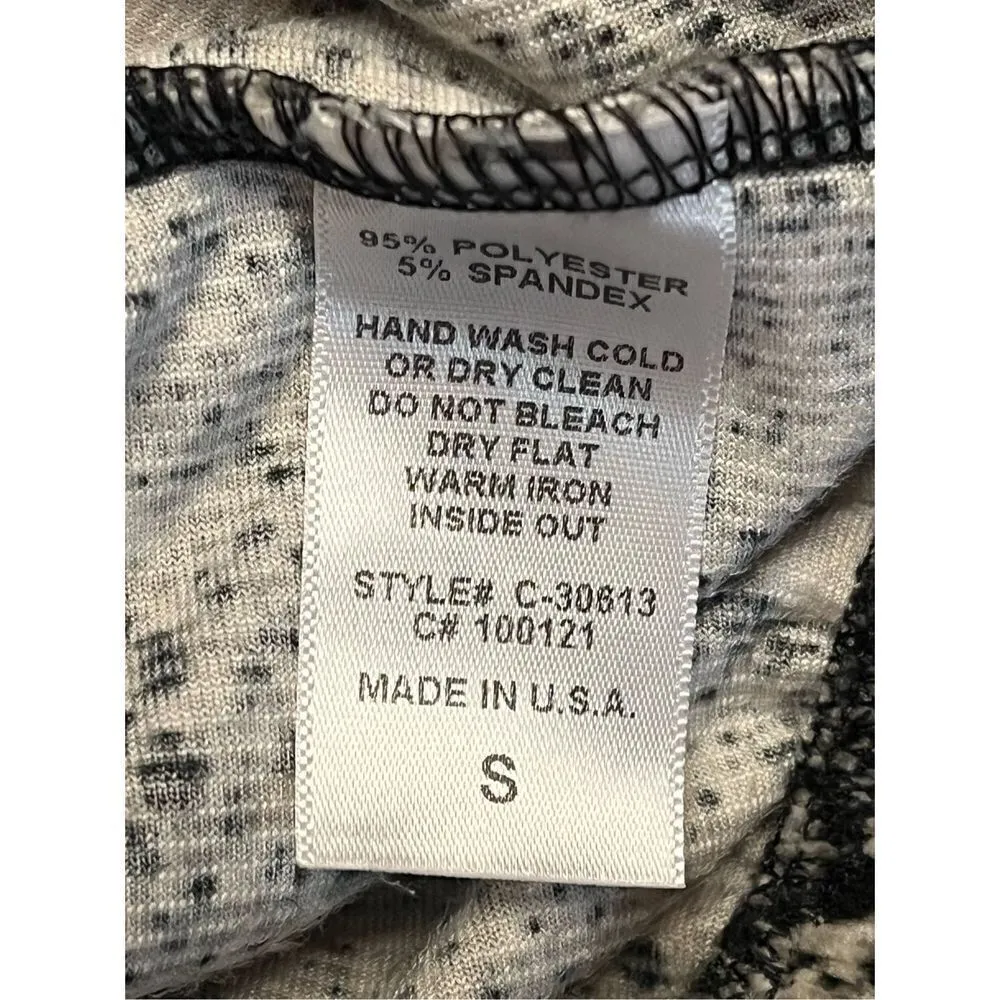 95% POLYESTER
5% SPANDEX
HAND WASH COLD
OR DRY CLEAN
DO NOT BLEACH
DRY FLAT
WARM IRON
INSIDE OUT
STYLE# C-30613
C# 100121
MADE IN U.S.A.
S